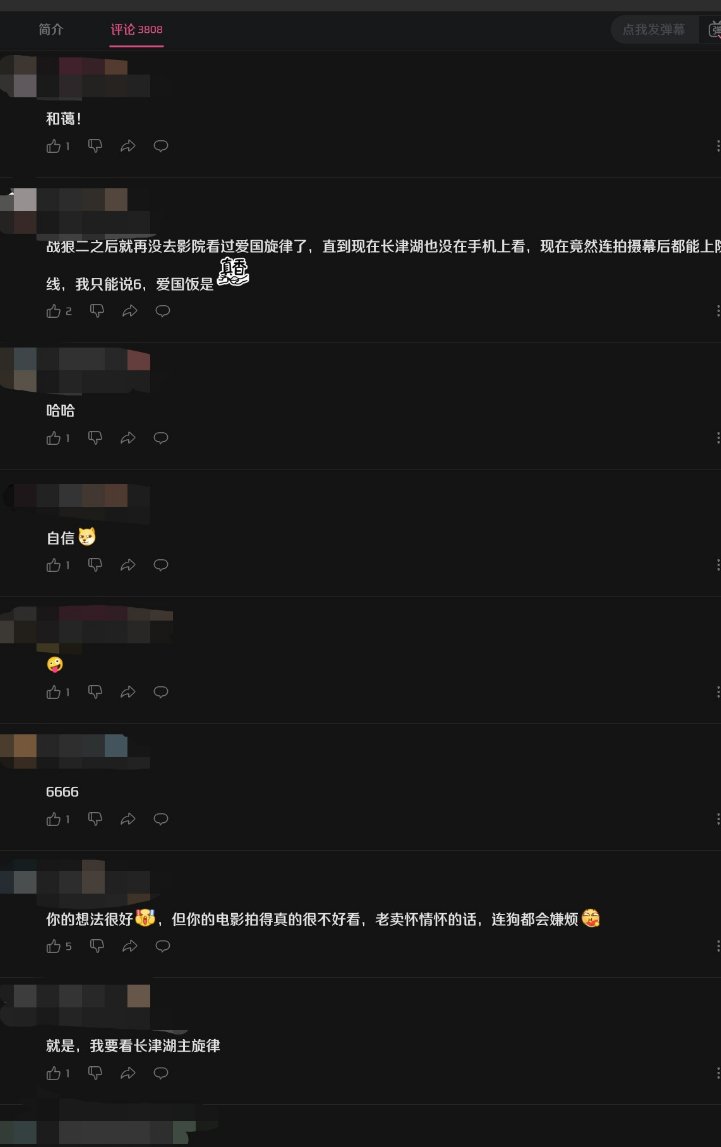 简介
评论 3808
点我发弹幕
弹
和蔼！
1
战狼二之后就再没去影院看过爱国旋律了，直到现在长津湖也没在手机上看，现在竟然连拍摄幕后都能上院
线，我只能说6，爱国饭是真香
2
哈哈
1
自信
1
1
6666
1
你的想法很好，但你的电影拍得真的很不好看，老卖怀情怀的话，连狗都会嫌烦
5
就是，我要看长津湖主旋律
1